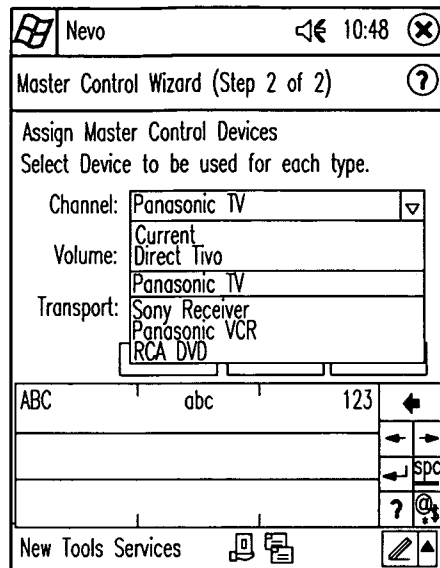 Nevo 10:48
Master Control Wizard (Step 2 of 2) ?
Assign Master Control Devices
Select Device to be used for each type.
Channel: Panasonic TV
Current
Volume: Direct Tivo
Panasonic TV
Transport: Sony Receiver
Panasonic VCR
RCA DVD
ABC abc 123
spc
? @*$
New Tools Services